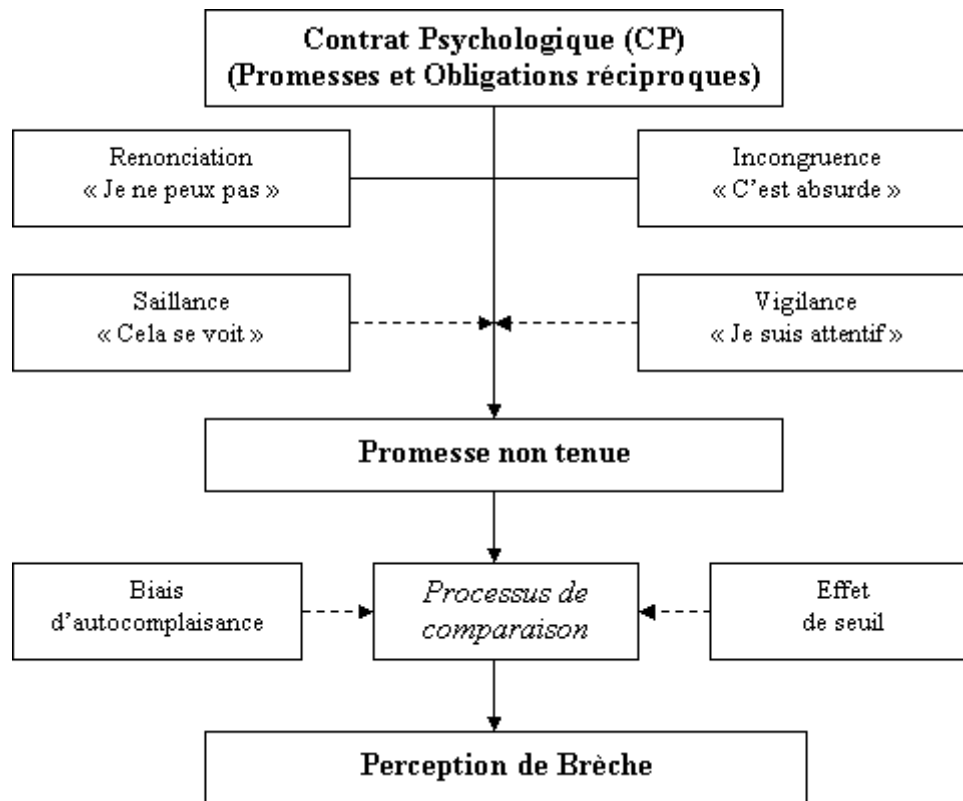 Contrat Psychologique (CP)
(Promesses et Obligations réciproques)
Renonciation
« Je ne peux pas »
Incongruence
« C'est absurde »
Saillance
« Cela se voit »
Vigilance
« Je suis attentif »
Promesse non tenue
Biais
d'autocomplaisance
Processus de
comparaison
Effet
de seuil
Perception de Brèche